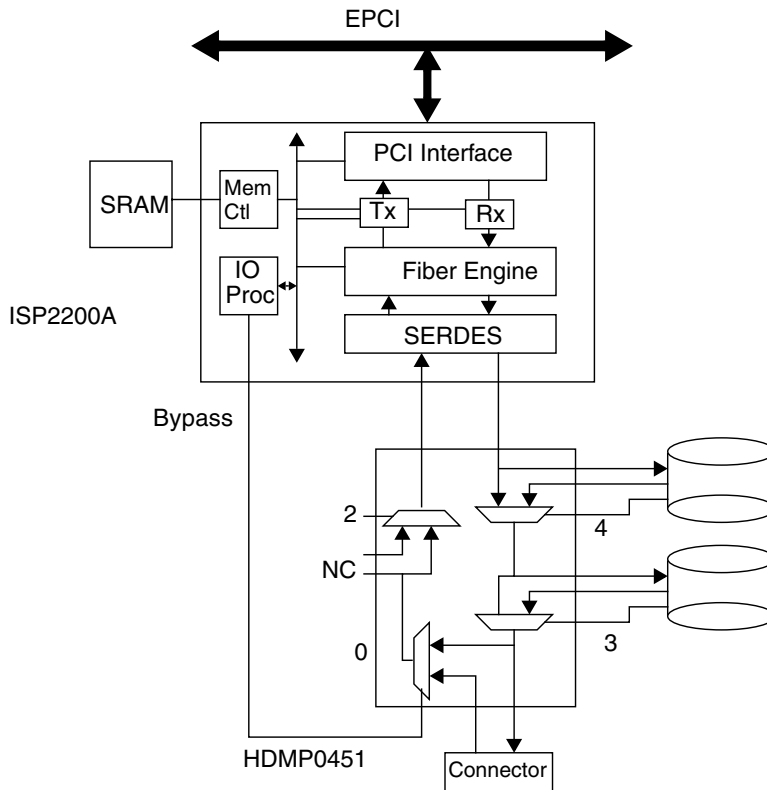 EPCI
PCI Interface
SRAM
Mem
Ctl
Tx
Rx
IO
Proc
Fiber Engine
ISP2200A
SERDES
Bypass
2
4
NC
0
3
HDMP0451
Connector